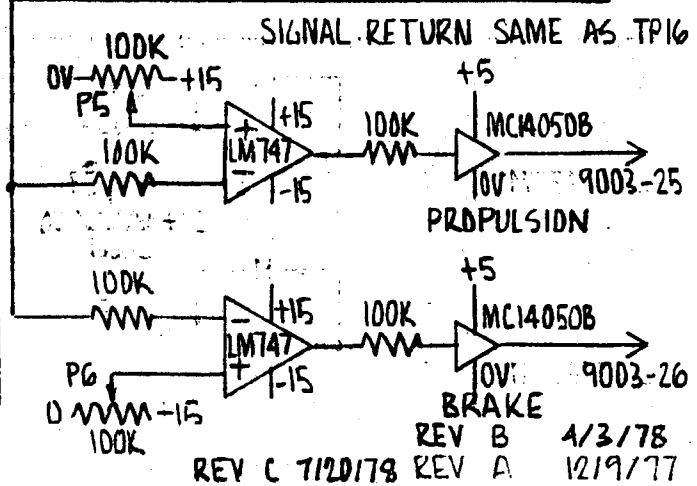 SIGNAL RETURN SAME AS TP16
100K
0V
+15
P5
+5
+
LM747
-
+15
-15
100K
MC14050B
100K
0V
9003-25
PROPULSION
100K
+5
-
LM747
+
+15
-15
100K
MC14050B
P6
0V
9003-26
0
-15
100K
BRAKE
REV B 4/3/78
REV C 7/20/78 REV A 12/9/77